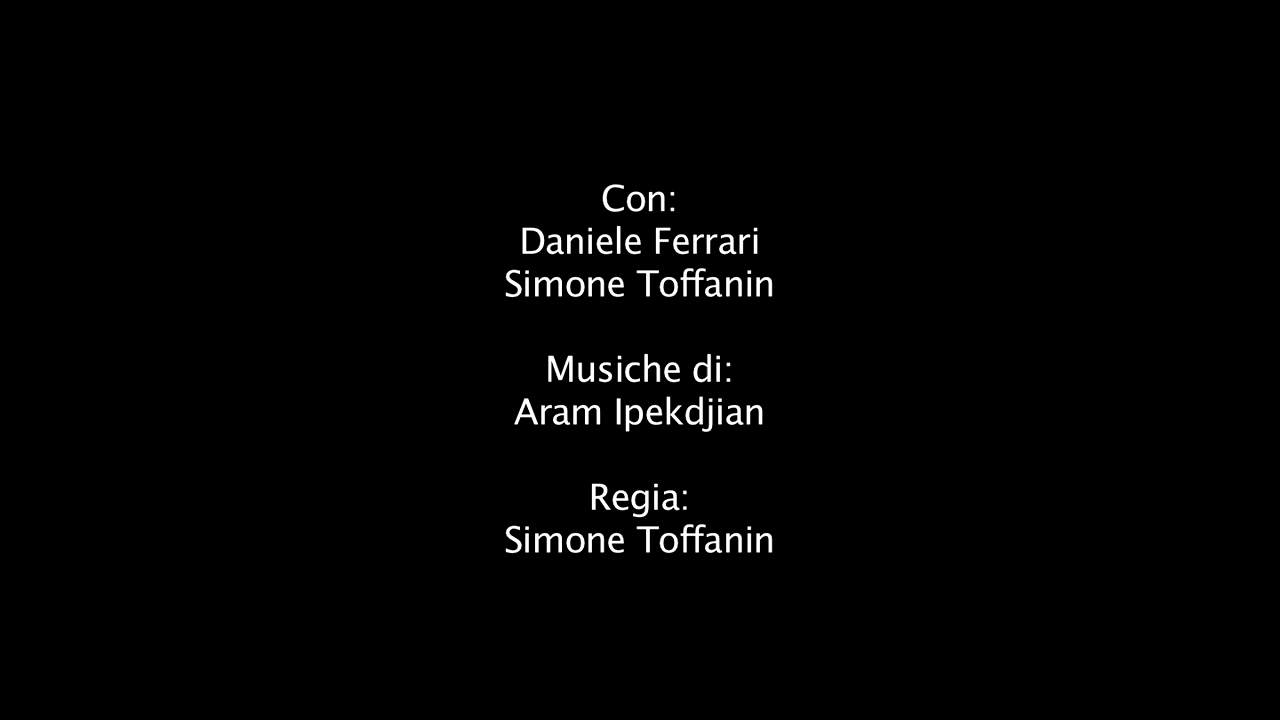 Con:
Daniele Ferrari
Simone Toffanin
Musiche di:
Aram Ipekdjian
Regia:
Simone Toffanin